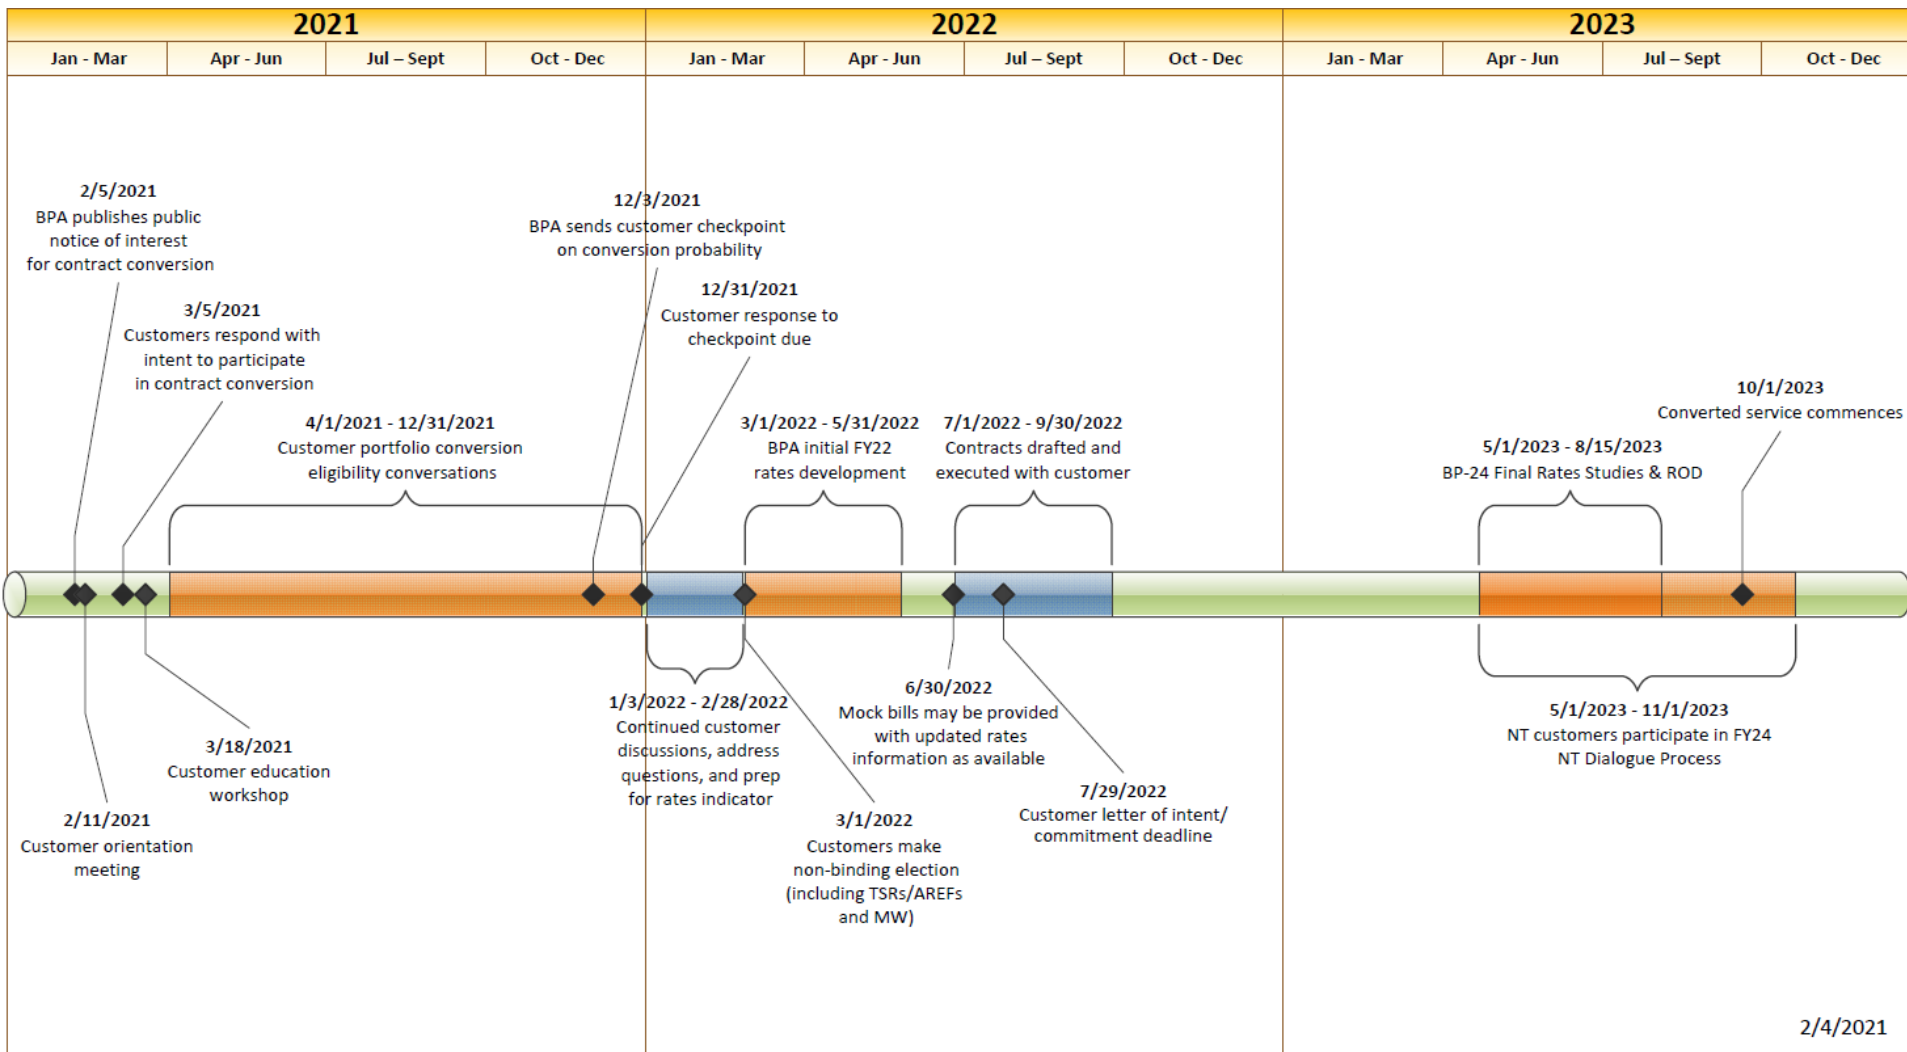 2021
2022
2023
Jan - Mar
Apr - Jun
Jul – Sept
Oct - Dec
Jan - Mar
Apr - Jun
Jul – Sept
Oct - Dec
Jan - Mar
Apr - Jun
Jul – Sept
Oct - Dec
2/5/2021
BPA publishes public
notice of interest
for contract conversion
3/5/2021
Customers respond with
intent to participate
in contract conversion
4/1/2021 - 12/31/2021
Customer portfolio conversion
eligibility conversations
12/3/2021
BPA sends customer checkpoint
on conversion probability
12/31/2021
Customer response to
checkpoint due
3/1/2022 - 5/31/2022
BPA initial FY22
rates development
7/1/2022 - 9/30/2022
Contracts drafted and
executed with customer
5/1/2023 - 8/15/2023
BP-24 Final Rates Studies & ROD
10/1/2023
Converted service commences
2/11/2021
Customer orientation
meeting
3/18/2021
Customer education
workshop
1/3/2022 - 2/28/2022
Continued customer
discussions, address
questions, and prep
for rates indicator
3/1/2022
Customers make
non-binding election
(including TSRs/AREFs
and MW)
6/30/2022
Mock bills may be provided
with updated rates
information as available
7/29/2022
Customer letter of intent/
commitment deadline
5/1/2023 - 11/1/2023
NT customers participate in FY24
NT Dialogue Process
2/4/2021